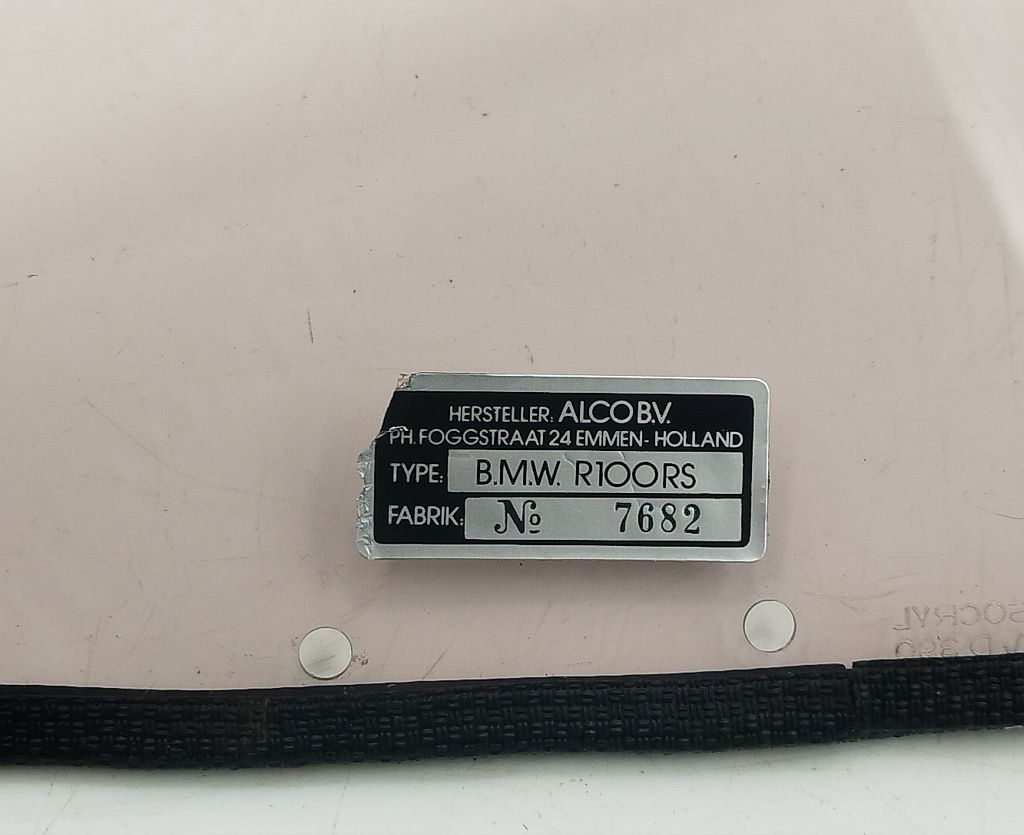 HERSTELLER: ALCO B.V.
PH. FOGGSTRAAT 24 EMMEN - HOLLAND
TYPE: B.M.W. R100RS
FABRIK: № 7682